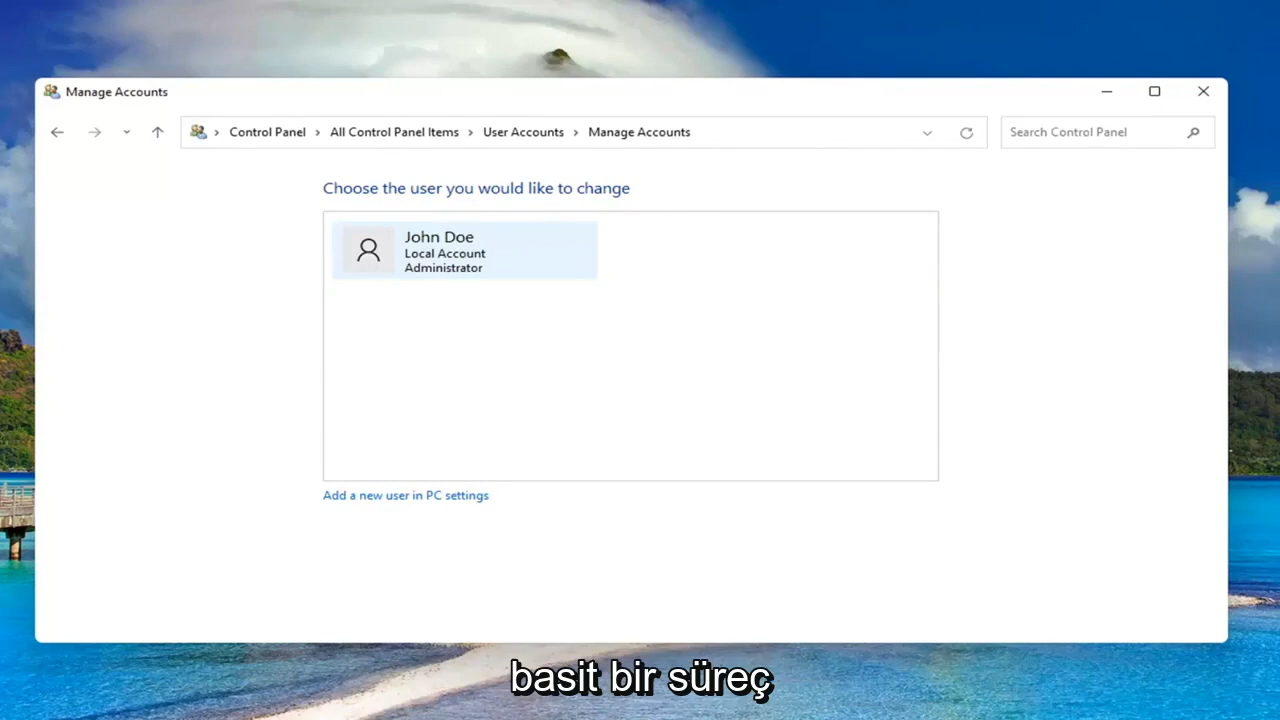 Manage Accounts
Control Panel > All Control Panel Items > User Accounts > Manage Accounts
Search Control Panel
Choose the user you would like to change
John Doe
Local Account
Administrator
Add a new user in PC settings
basit bir süreç